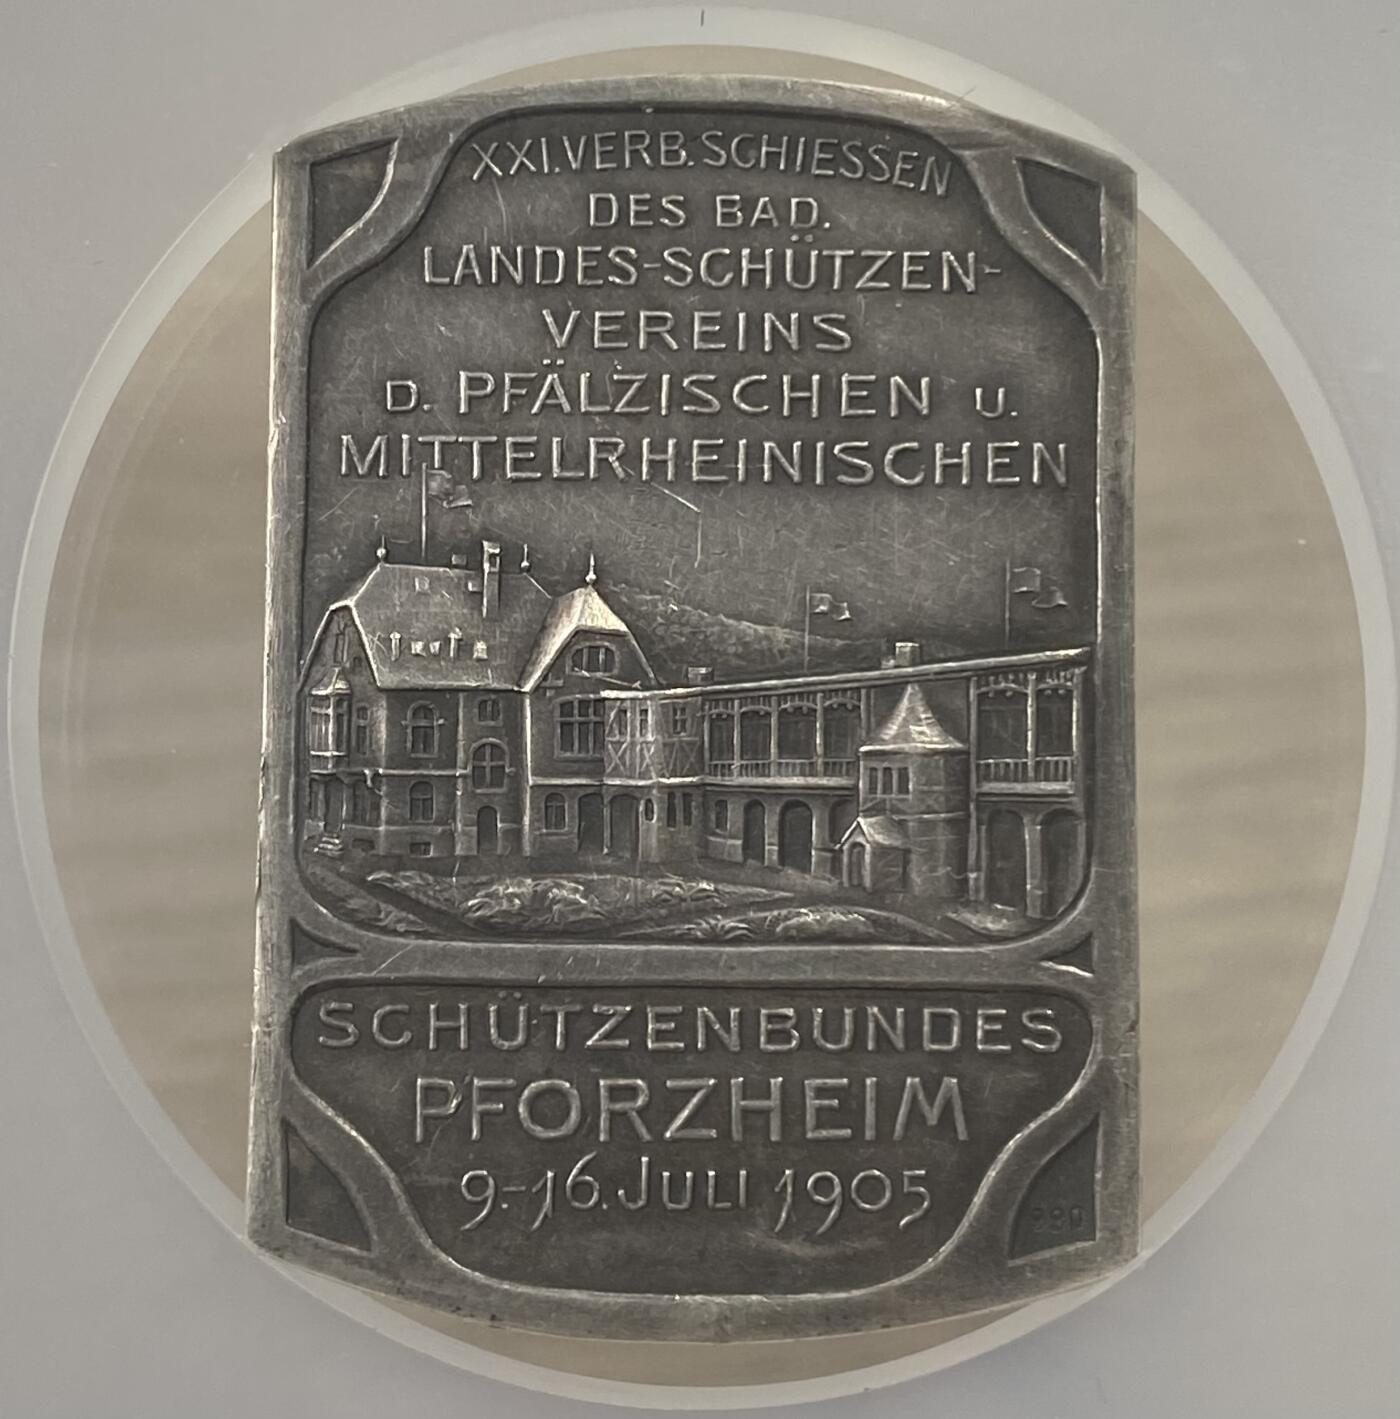 XXI. VERB. SCHIESSEN
DES BAD.
LANDES-SCHÜTZEN-
VEREINS
D. PFÄLZISCHEN U.
MITTELRHEINISCHEN
SCHÜTZENBUNDES
PFORZHEIM
9.-16. JULI 1905